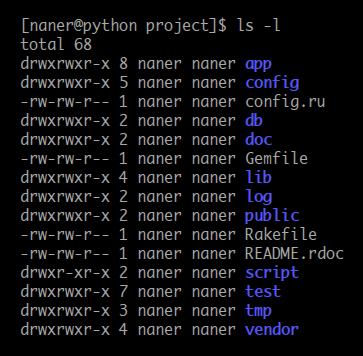 [naner@python project]$ ls -l
total 68
drwxrwxr-x 8 naner naner app
drwxrwxr-x 5 naner naner config
-rw-rw-r-- 1 naner naner config.ru
drwxrwxr-x 2 naner naner db
drwxrwxr-x 2 naner naner doc
-rw-rw-r-- 1 naner naner Gemfile
drwxrwxr-x 4 naner naner lib
drwxrwxr-x 2 naner naner log
drwxrwxr-x 2 naner naner public
-rw-rw-r-- 1 naner naner Rakefile
-rw-rw-r-- 1 naner naner README.rdoc
drwxr-xr-x 2 naner naner script
drwxrwxr-x 7 naner naner test
drwxrwxr-x 3 naner naner tmp
drwxrwxr-x 4 naner naner vendor